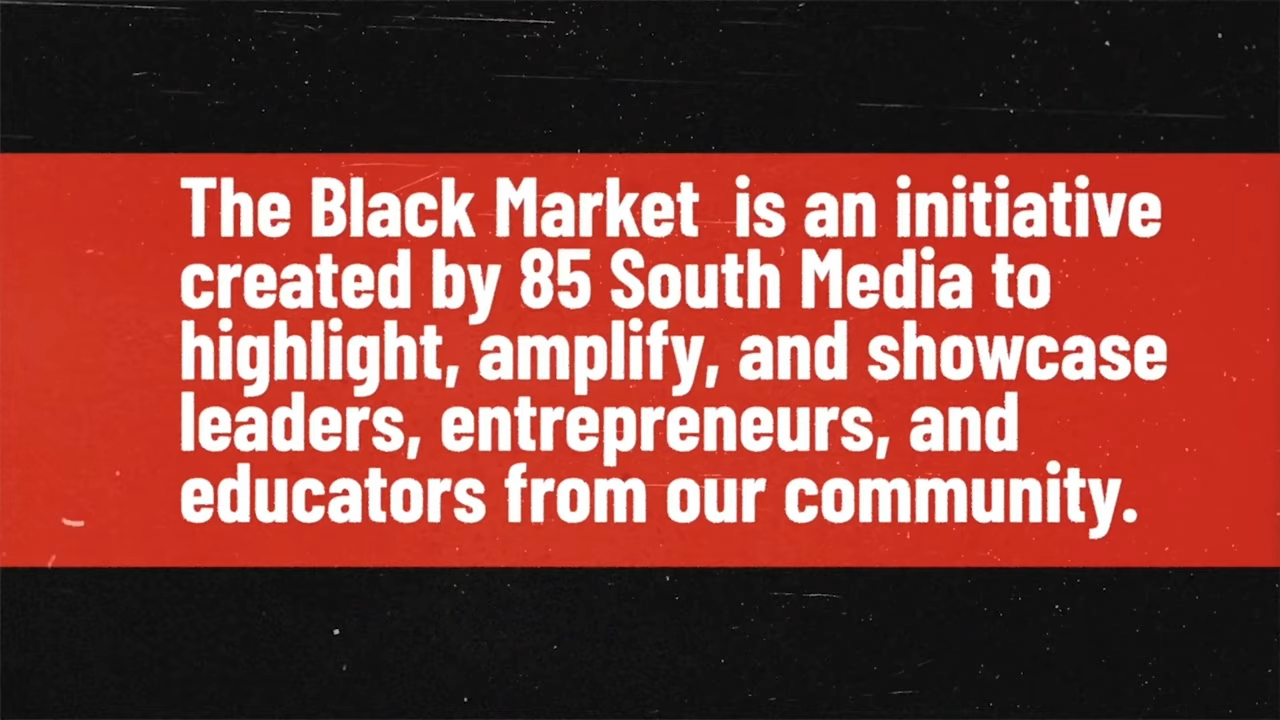 The Black Market  is an initiative
created by 85 South Media to
highlight, amplify, and showcase
leaders, entrepreneurs, and
educators from our community.